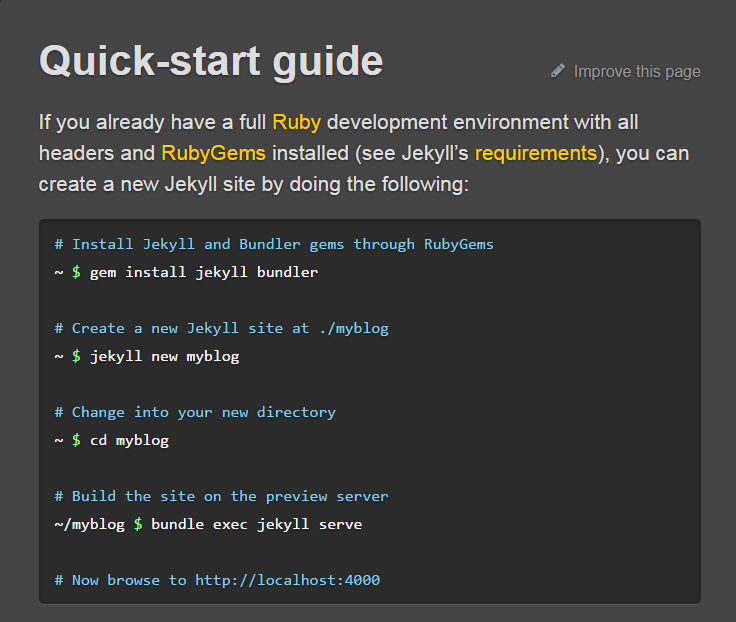 Quick-start guide
Improve this page
If you already have a full Ruby development environment with all
headers and RubyGems installed (see Jekyll’s requirements), you can
create a new Jekyll site by doing the following:
# Install Jekyll and Bundler gems through RubyGems
~ $ gem install jekyll bundler
# Create a new Jekyll site at ./myblog
~ $ jekyll new myblog
# Change into your new directory
~ $ cd myblog
# Build the site on the preview server
~/myblog $ bundle exec jekyll serve
# Now browse to http://localhost:4000